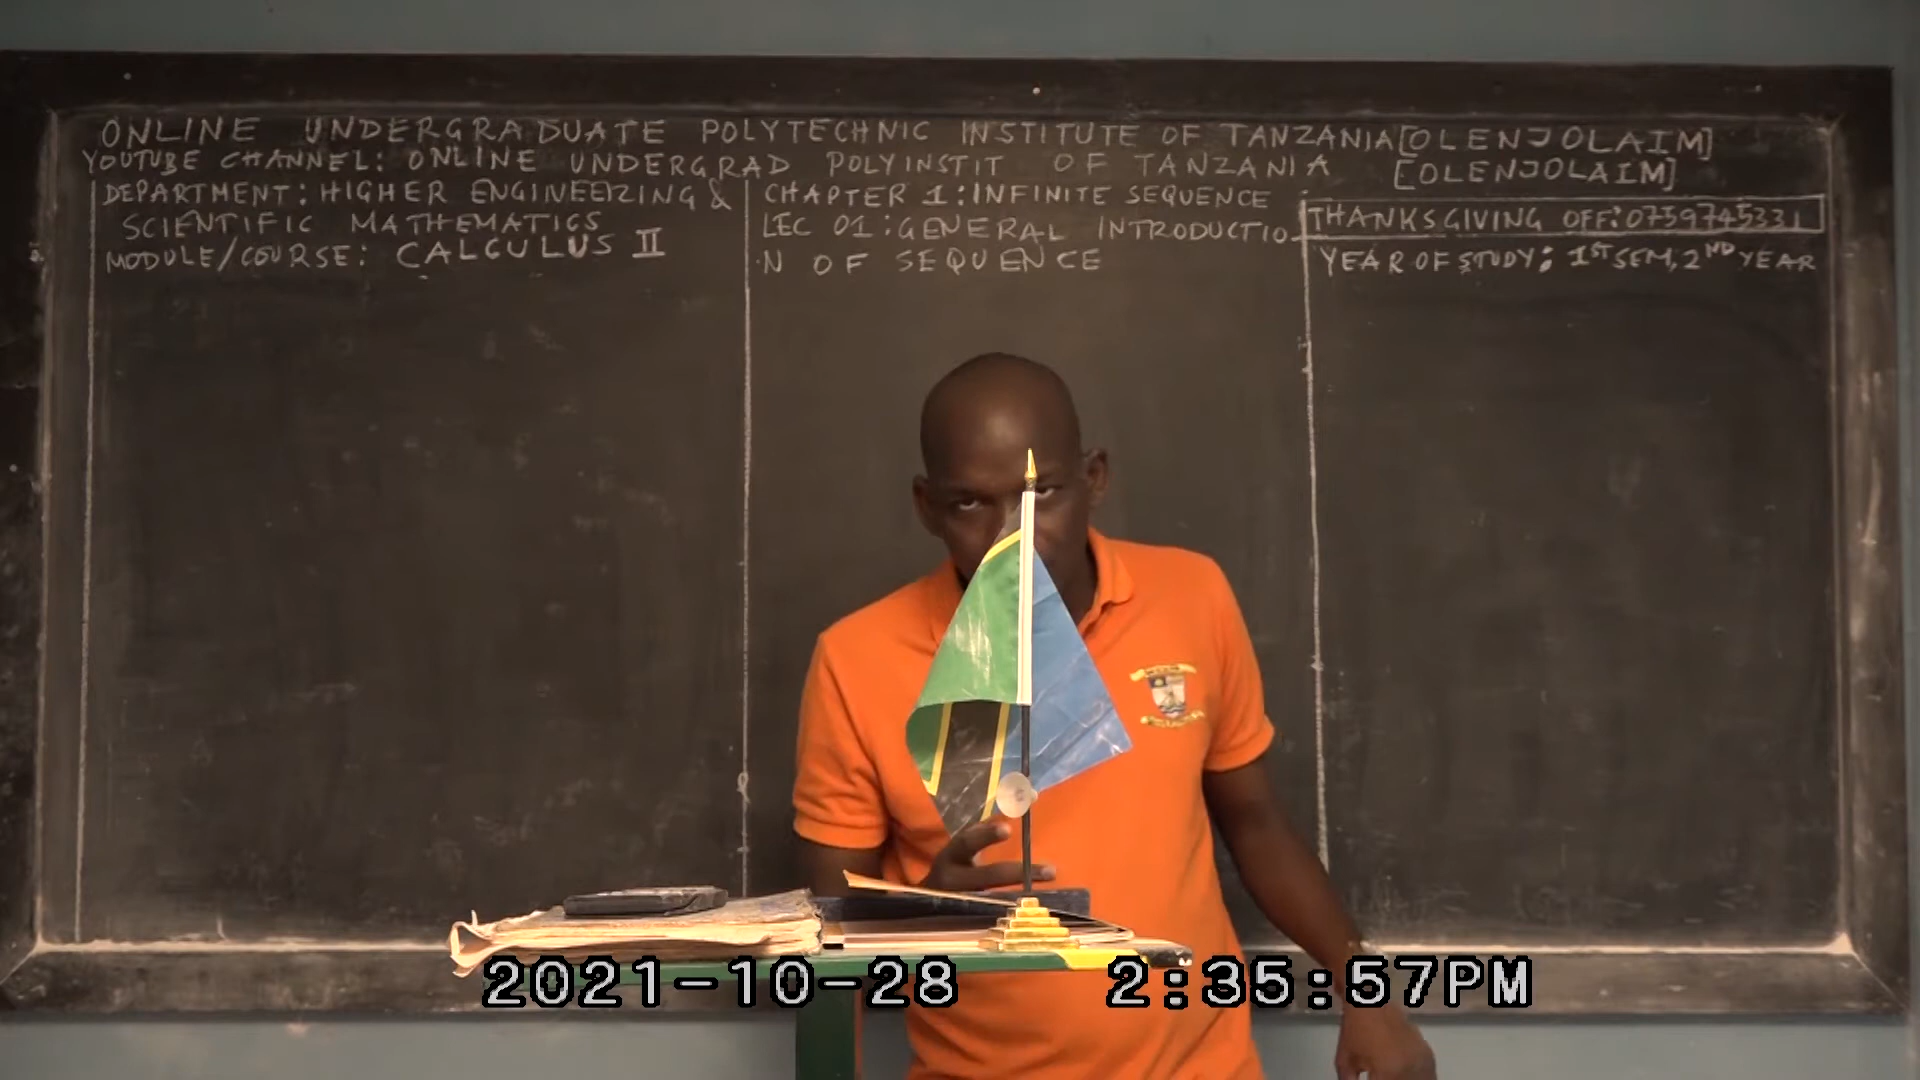 ONLINE UNDERGRADUATE POLYTECHNIC INSTITUTE OF TANZANIA[OLENJOLAIM]
YOUTUBE CHANNEL: ONLINE UNDERGRAD POLYINSTIT OF TANZANIA [OLENJOLAIM]
DEPARTMENT: HIGHER ENGINEERING &
SCIENTIFIC MATHEMATICS
MODULE/COURSE: CALCULUS II
CHAPTER 1: INFINITE SEQUENCE
LEC 01: GENERAL INTRODUCTIO
N OF SEQUENCE
THANKSGIVING OFF: 0759745331
YEAR OF STUDY: 1ST SEM, 2ND YEAR
2021-10-28 2:35:57PM